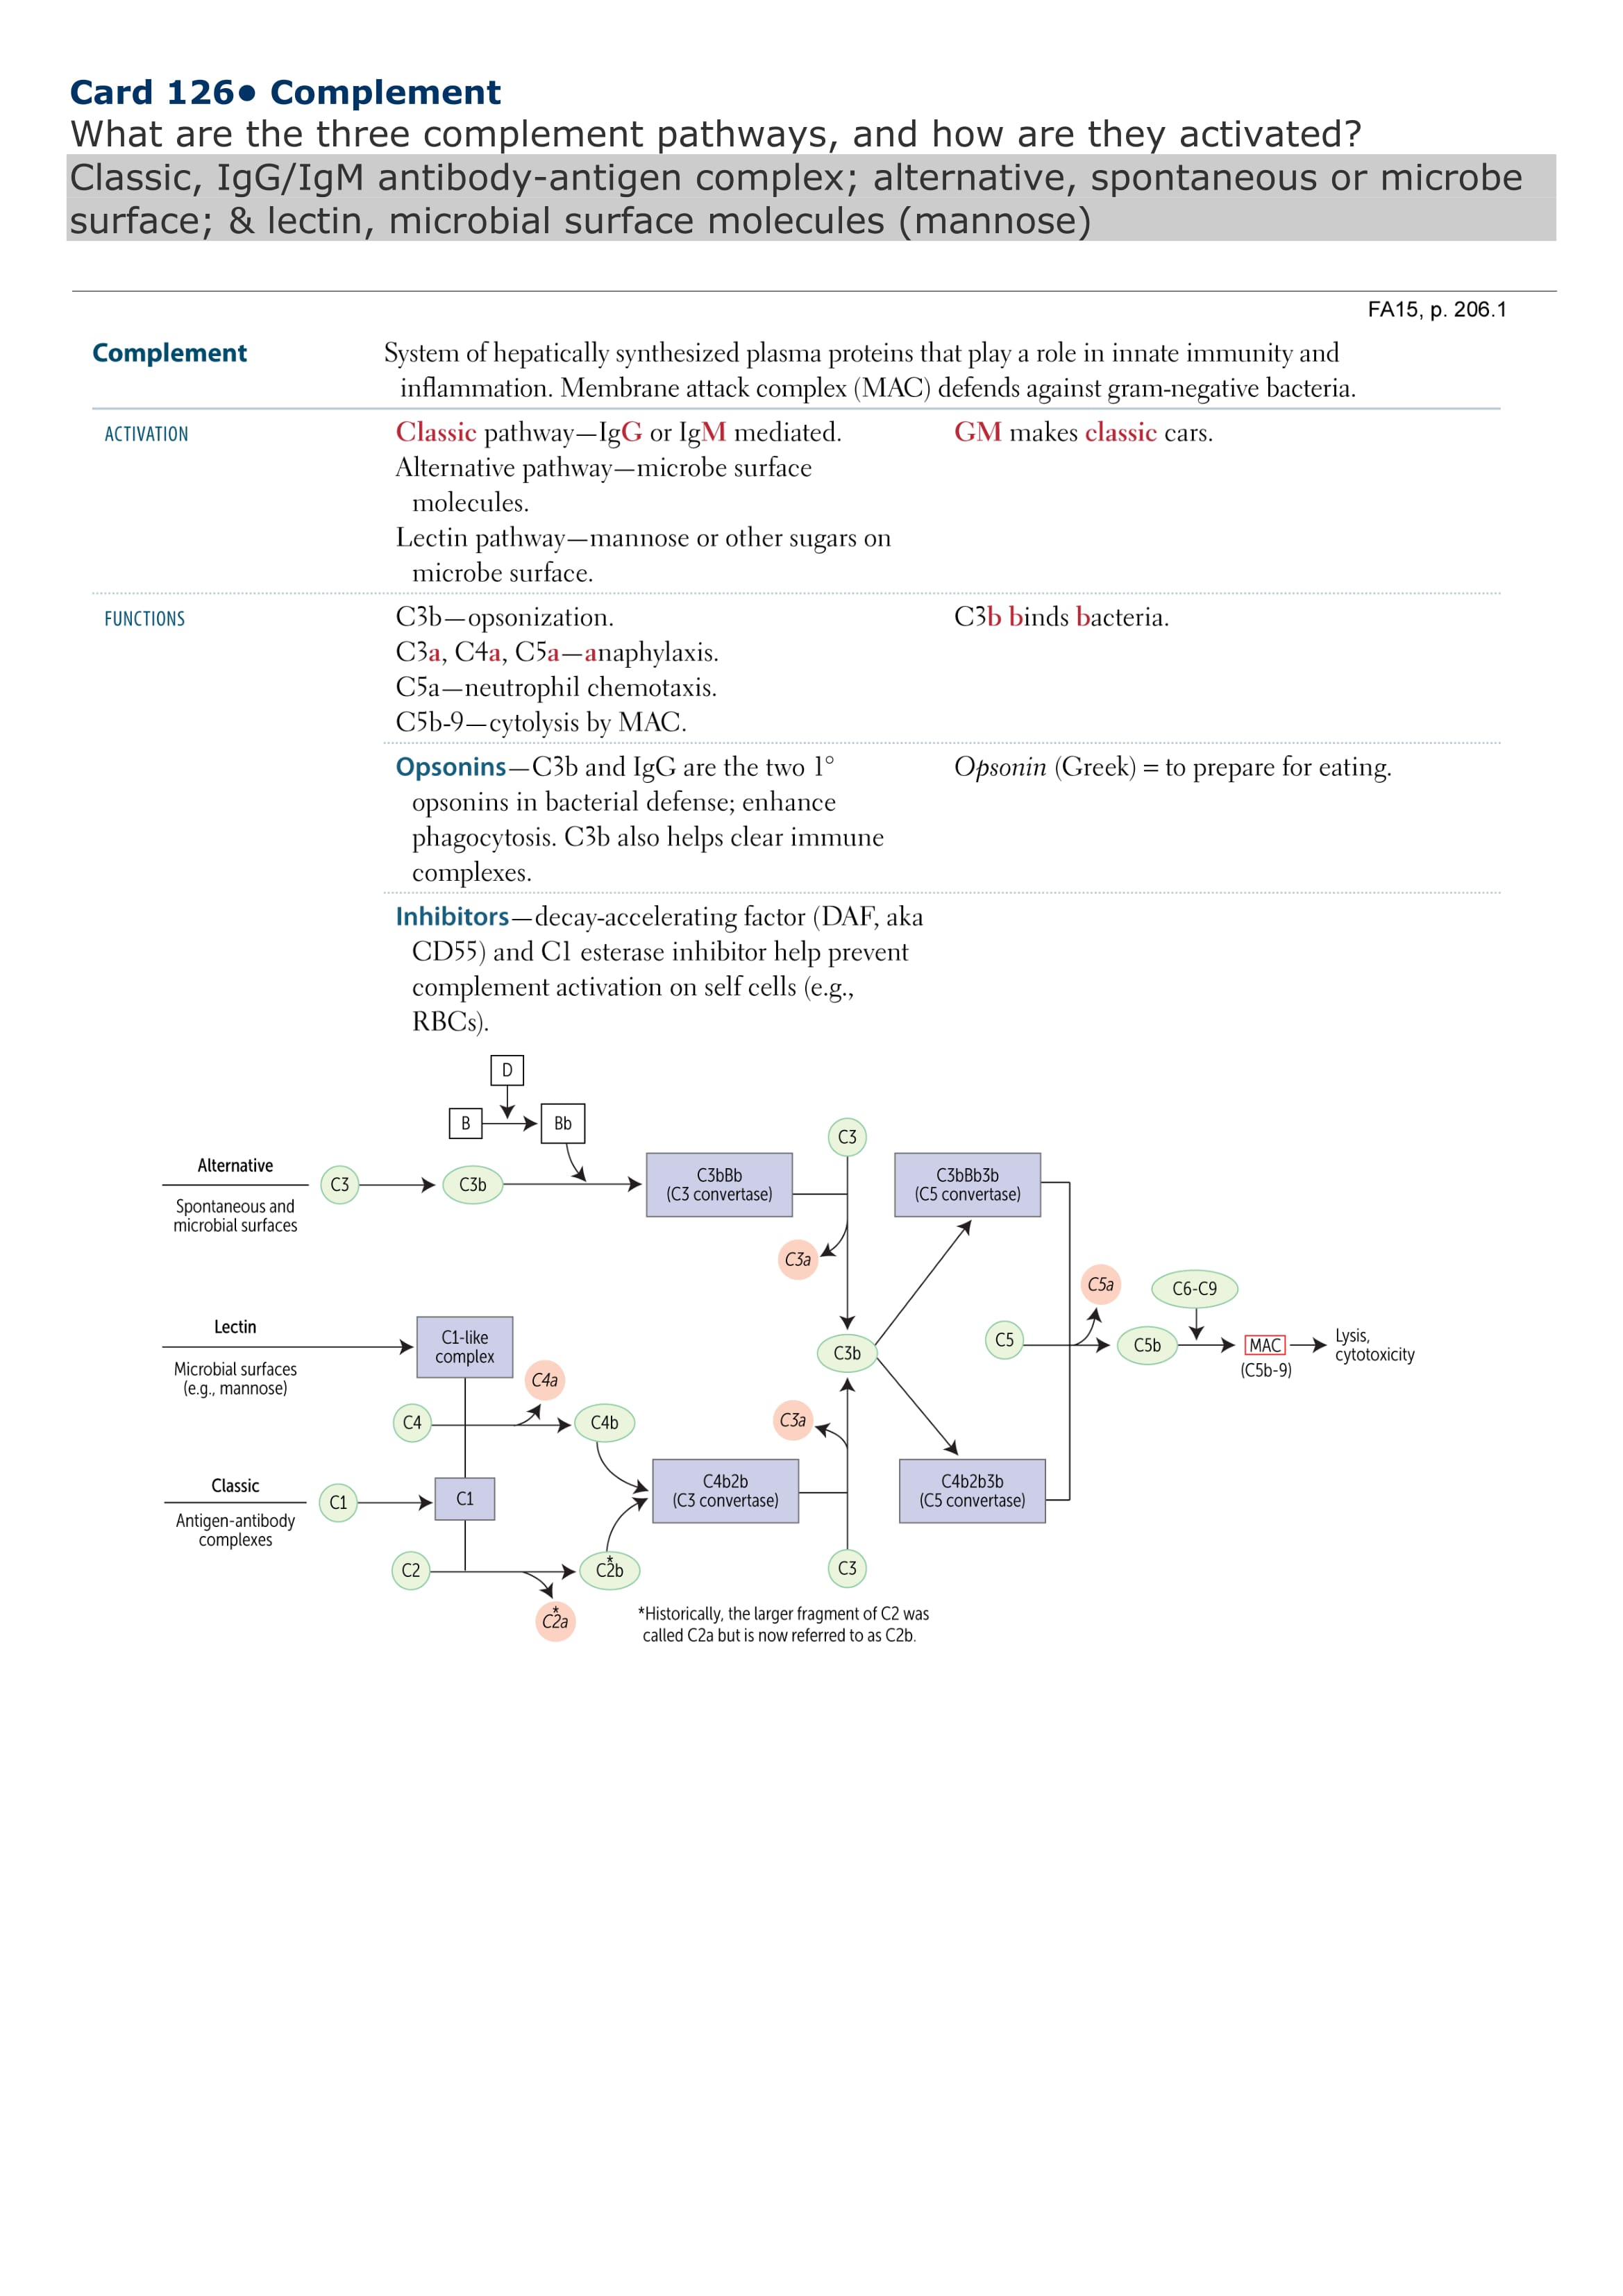 Card 126• Complement
What are the three complement pathways, and how are they activated?
Classic, IgG/IgM antibody-antigen complex; alternative, spontaneous or microbe
surface; & lectin, microbial surface molecules (mannose)
FA15, p. 206.1
Complement
System of hepatically synthesized plasma proteins that play a role in innate immunity and
inflammation. Membrane attack complex (MAC) defends against gram-negative bacteria.
ACTIVATION
Classic pathway—IgG or IgM mediated.
GM makes classic cars.
Alternative pathway—microbe surface
molecules.
Lectin pathway—mannose or other sugars on
microbe surface.
FUNCTIONS
C3b—opsonization.
C3b binds bacteria.
C3a, C4a, C5a—anaphylaxis.
C5a—neutrophil chemotaxis.
C5b-9—cytolysis by MAC.
Opsonins—C3b and IgG are the two 1°
Opsonin (Greek) = to prepare for eating.
opsonins in bacterial defense; enhance
phagocytosis. C3b also helps clear immune
complexes.
Inhibitors—decay-accelerating factor (DAF, aka
CD55) and C1 esterase inhibitor help prevent
complement activation on self cells (e.g.,
RBCs).
D
B
Bb
C3
Alternative
Spontaneous and
microbial surfaces
C3
C3b
C3bBb
(C3 convertase)
C3bBb3b
(C5 convertase)
C3a
C5a
C6-C9
Lectin
Microbial surfaces
(e.g., mannose)
C1-like
complex
C3b
C5
C5b
MAC
(C5b-9)
Lysis,
cytotoxicity
C4a
C4
C4b
C3a
Classic
Antigen-antibody
complexes
C1
C1
C4b2b
(C3 convertase)
C4b2b3b
(C5 convertase)
C2
C2b
*
C2a
*
C3
*Historically, the larger fragment of C2 was
called C2a but is now referred to as C2b.